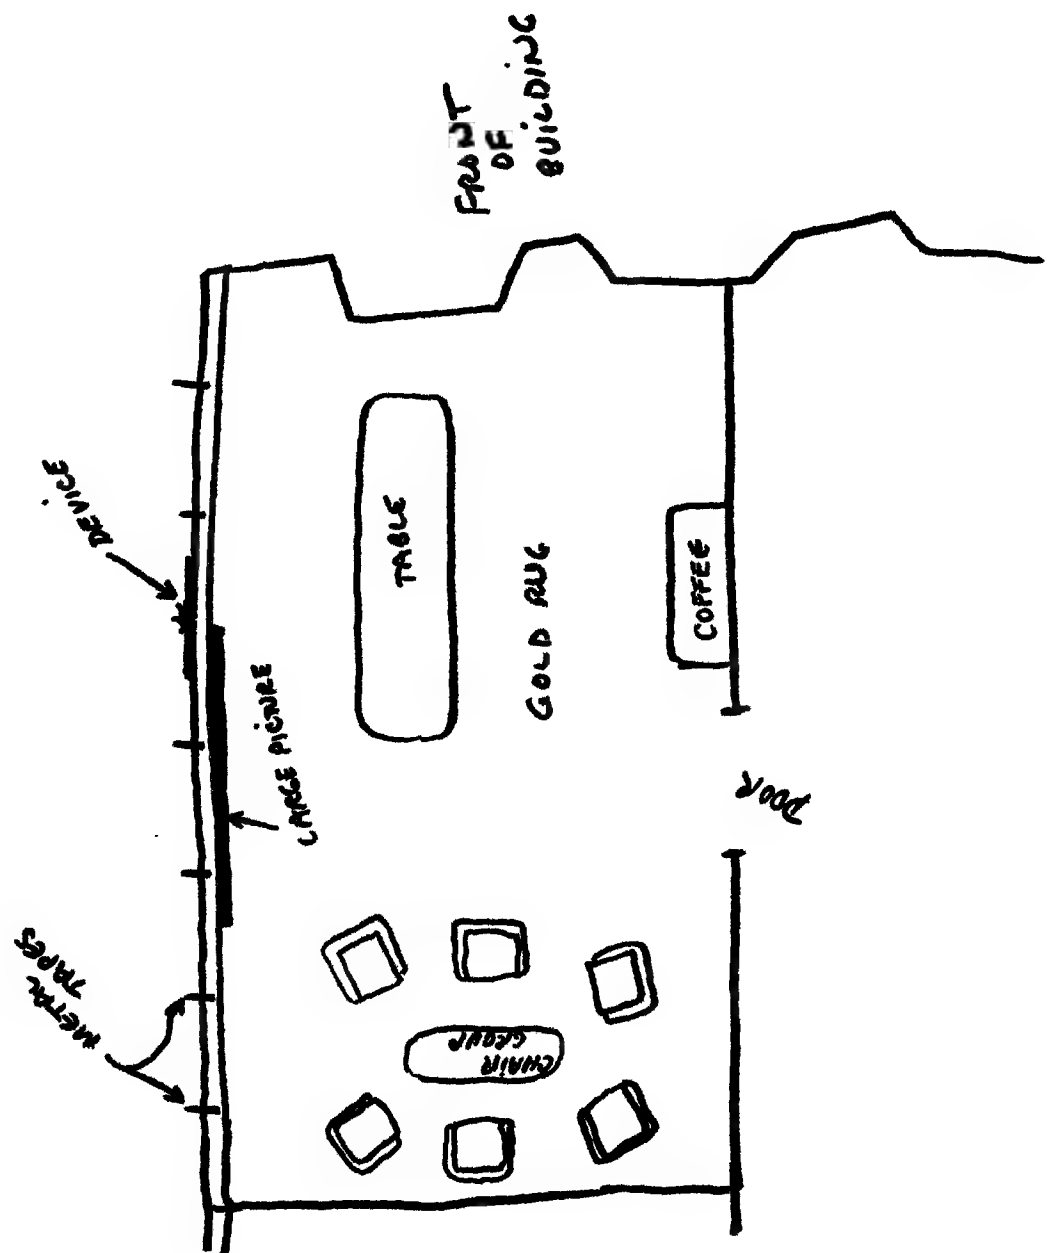 FRONT
OF
BUILDING
DEVICE
TABLE
GOLD RUG
COFFEE
LARGE PICTURE
DOOR
METAL
TAPES
CHAIR
GROUP